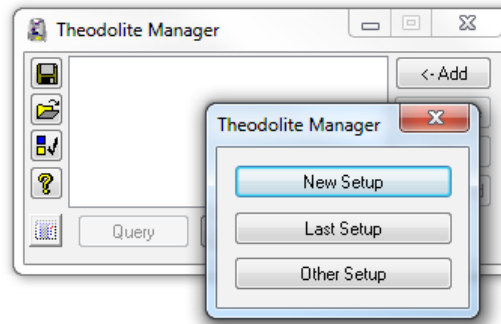 Theodolite Manager
<- Add
Theodolite Manager
New Setup
Query
Last Setup
Other Setup